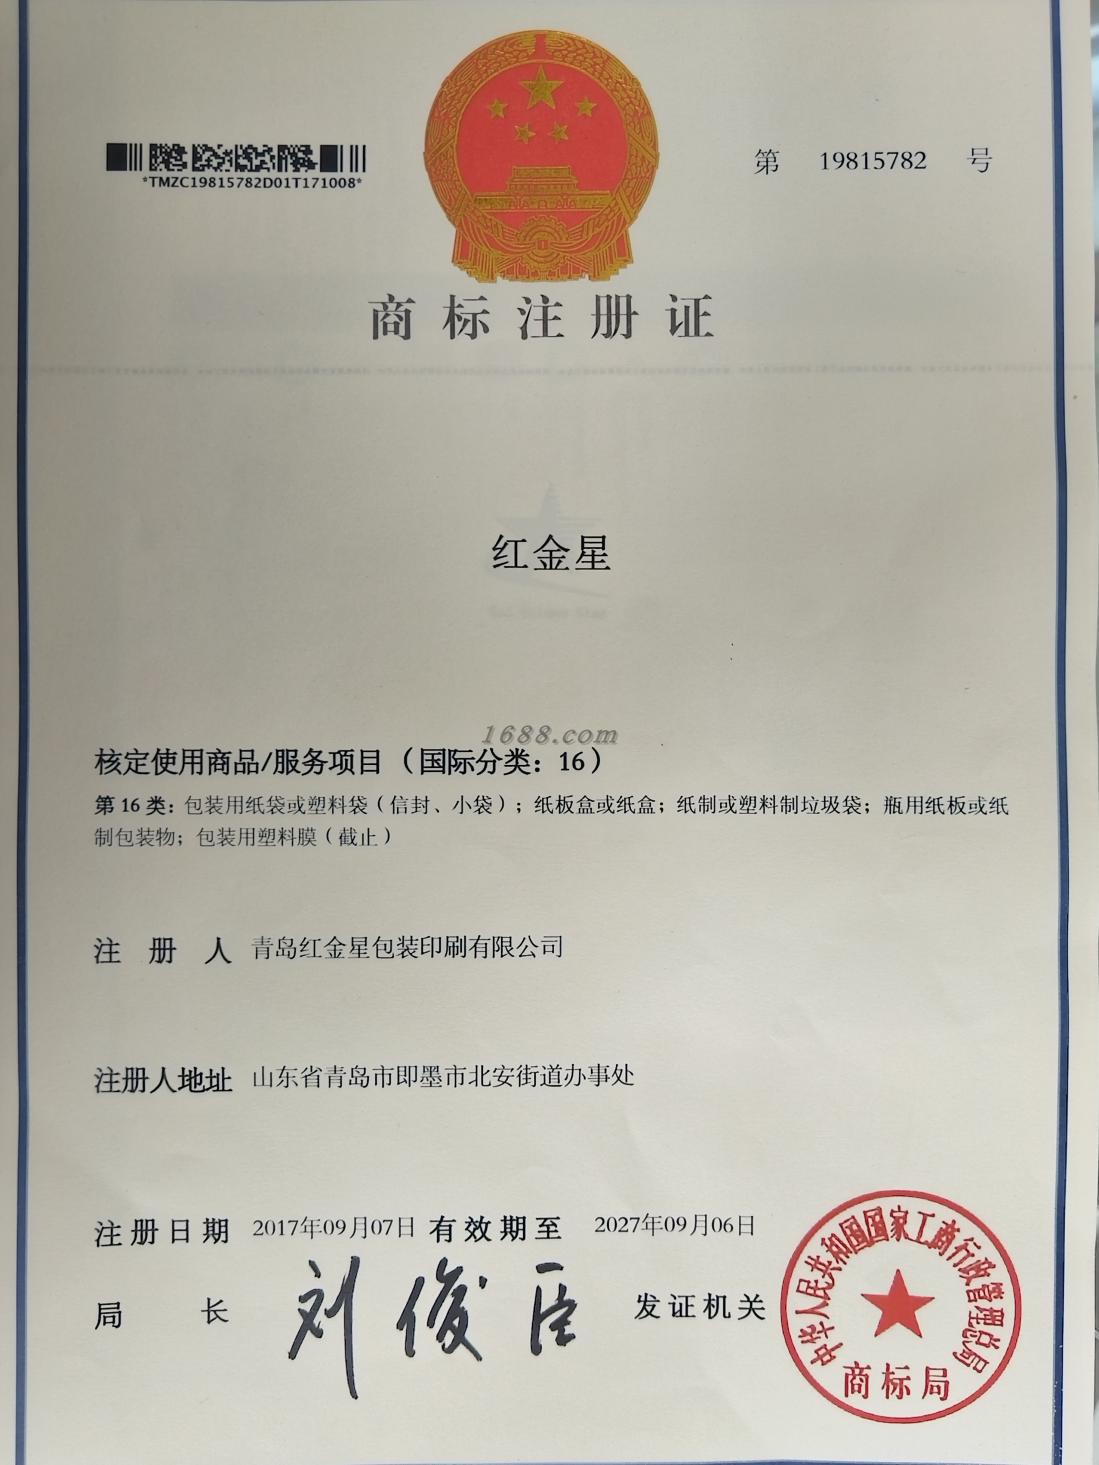 *TMZC19815782D01T171008*
第 19815782 号
商标注册证
红金星
1688.com
核定使用商品/服务项目（国际分类：16）
第 16 类：包装用纸袋或塑料袋（信封、小袋）；纸板盒或纸盒；纸制或塑料制垃圾袋；瓶用纸板或纸
制包装物；包装用塑料膜（截止）
注 册 人 青岛红金星包装印刷有限公司
注册人地址 山东省青岛市即墨市北安街道办事处
注册日期 2017年09月07日 有效期至 2027年09月06日
局 长 刘俊臣 发证机关
中华人民共和国国家工商行政管理总局
商标局